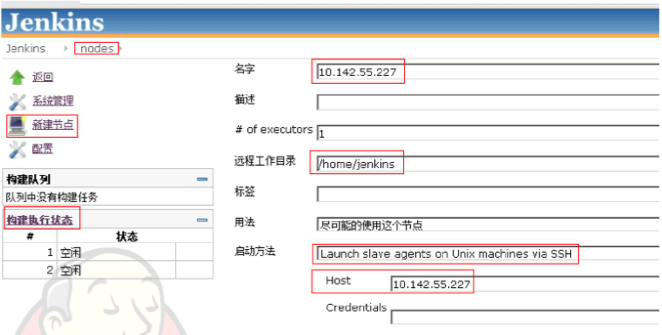 Jenkins
Jenkins nodes
返回
系统管理
新建节点
配置
构建队列
队列中没有构建任务
构建执行状态
# 状态
1 空闲
2 空闲
名字 10.142.55.227
描述
# of executors 1
远程工作目录 /home/jenkins
标签
用法 尽可能的使用这个节点
启动方法 Launch slave agents on Unix machines via SSH
Host 10.142.55.227
Credentials